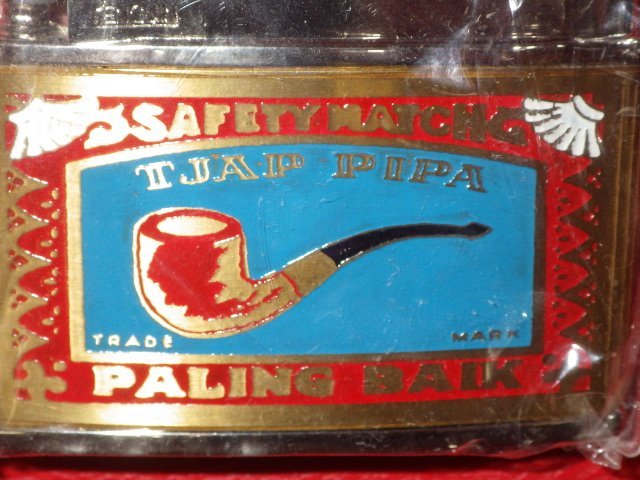 SAFETY MATCH
TJAP PIPA
TRADE MARK
PALING BAIK